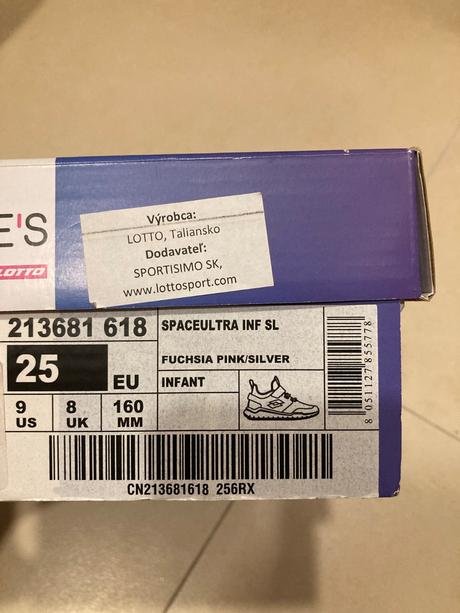 E'S
LOTTO
Výrobca:
LOTTO, Taliansko
Dodavateľ:
SPORTISIMO SK,
www.lottosport.com
213681 618
SPACEULTRA INF SL
FUCHSIA PINK/SILVER
25 EU
INFANT
9 US
8 UK
160 MM
8 051127 855778
CN213681618 256RX